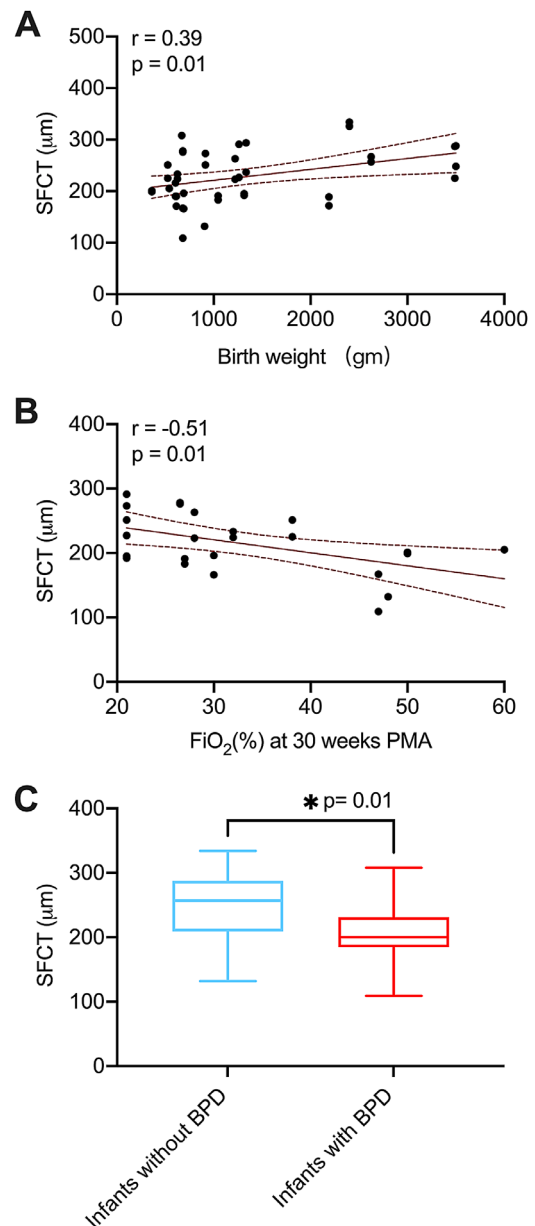 A
r = 0.39
p = 0.01
500
400
300
200
100
0
SFCT (μm)
0 1000 2000 3000 4000
Birth weight (gm)
B
r = -0.51
p = 0.01
400
300
200
100
0
SFCT (μm)
20 30 40 50 60
FiO2(%) at 30 weeks PMA
C
✱ p= 0.01
400
300
200
100
0
SFCT (μm)
Infants without BPD
Infants with BPD